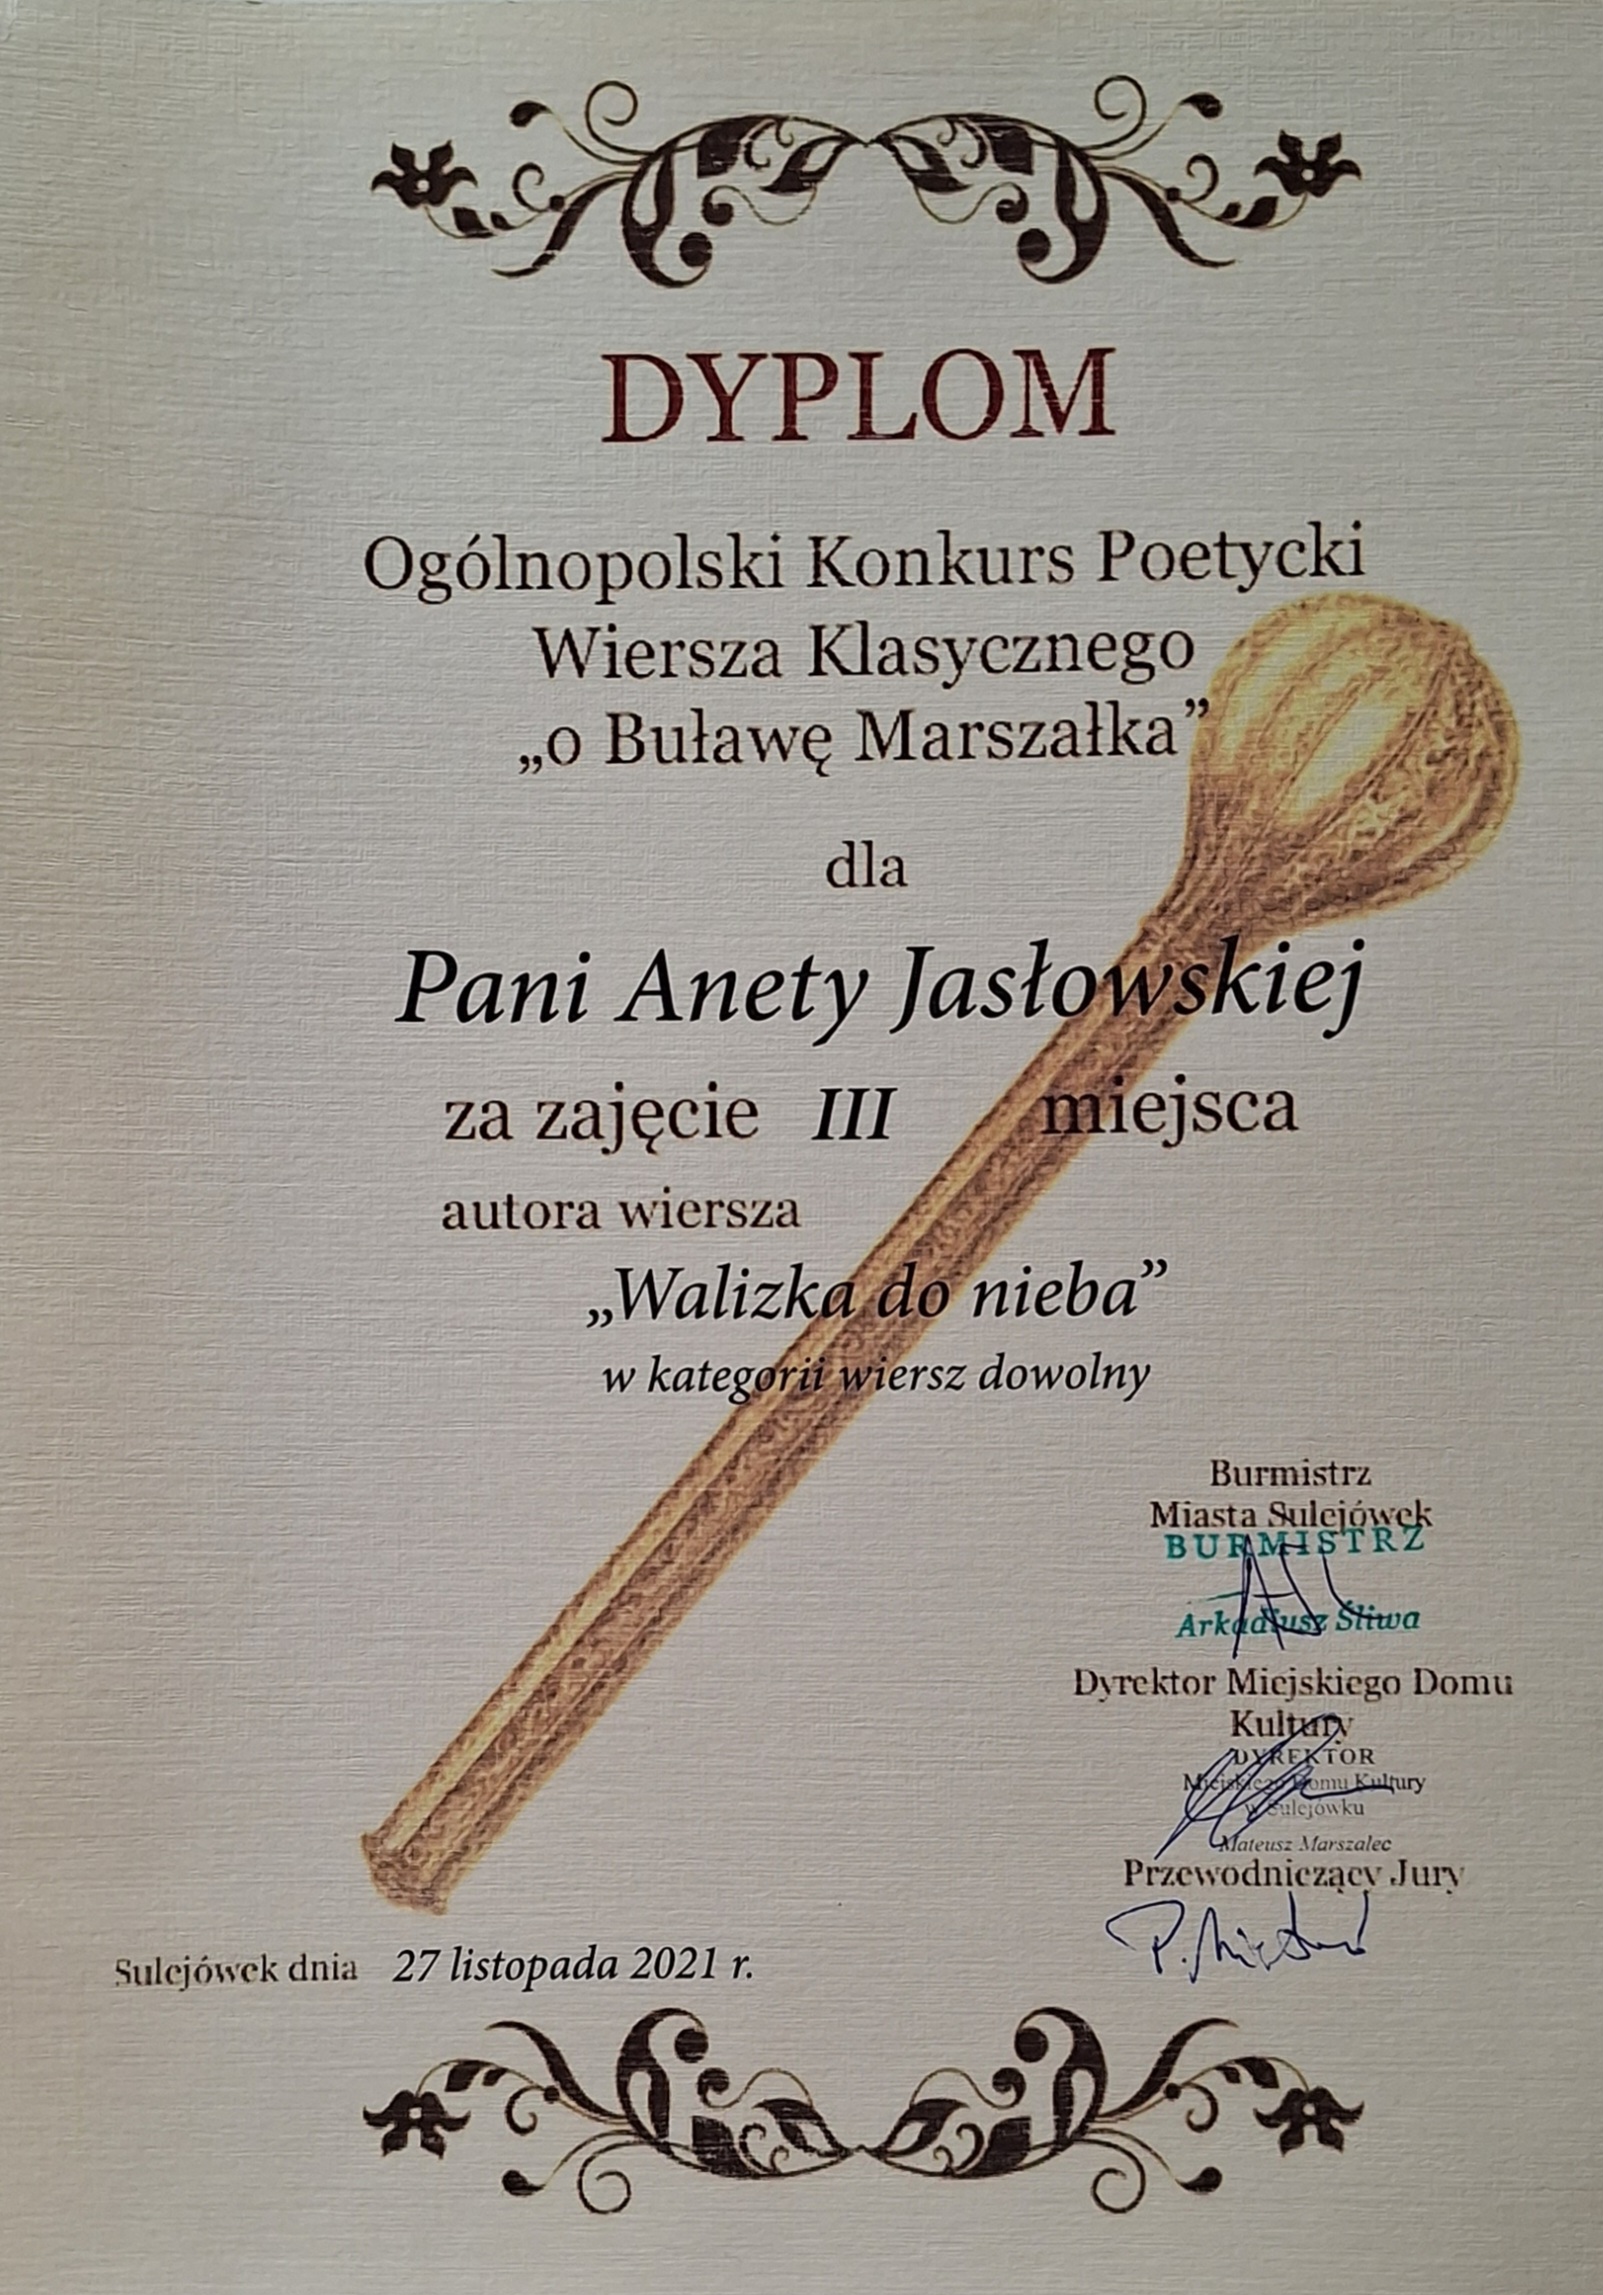 DYPLOM
Ogólnopolski Konkurs Poetycki
Wiersza Klasycznego
„o Buławę Marszałka”
dla
Pani Anety Jasłowskiej
za zajęcie III miejsca
autora wiersza
„Walizka do nieba”
w kategorii wiersz dowolny
Burmistrz
Miasta Sulejówek
BURMISTRZ
Arkadiusz Śliwa
Dyrektor Miejskiego Domu
Kultury
DYREKTOR
Miejskiego Domu Kultury
w Sulejówku
Mateusz Marszalec
Przewodniczący Jury
Sulejówek dnia 27 listopada 2021 r.